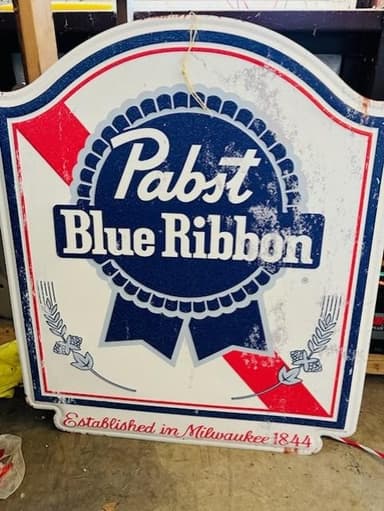 Pabst
Blue Ribbon
®
Established in Milwaukee 1844